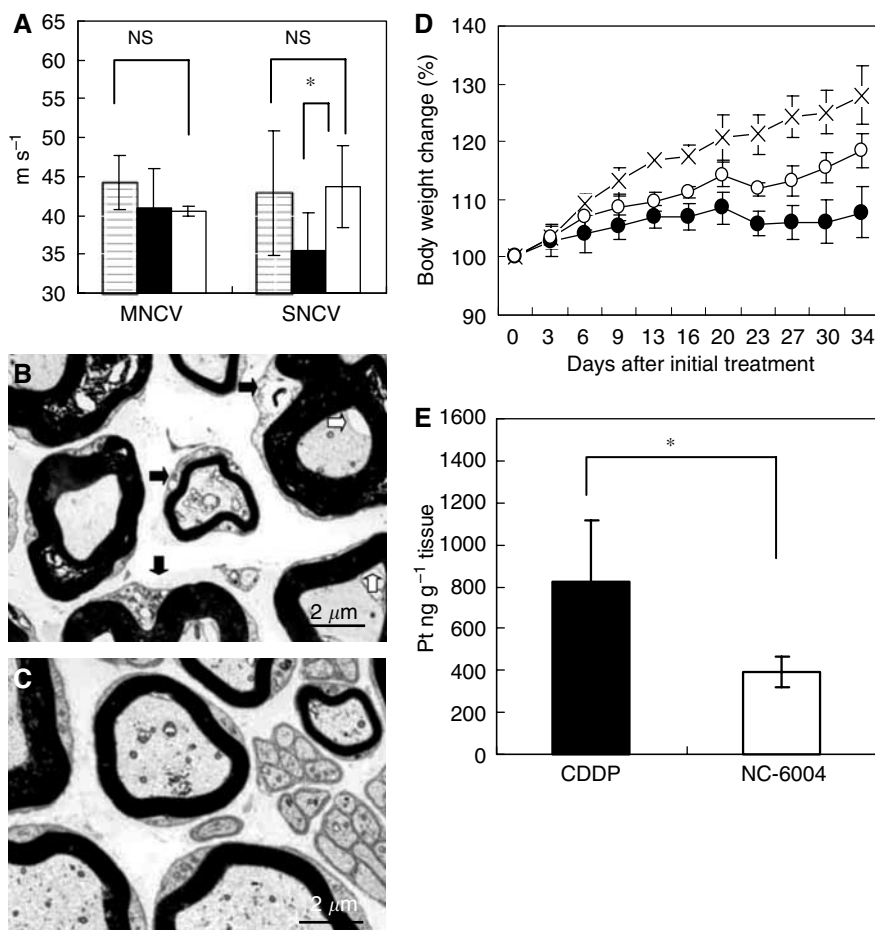 A
m s⁻¹
65
60
55
50
45
40
35
30
NS
NS
*
MNCV
SNCV
B
2 μm
C
2 μm
D
Body weight change (%)
140
130
120
110
100
90
0 3 6 9 13 16 20 23 27 30 34
Days after initial treatment
E
Pt ng g⁻¹ tissue
1600
1400
1200
1000
800
600
400
200
0
*
CDDP
NC-6004